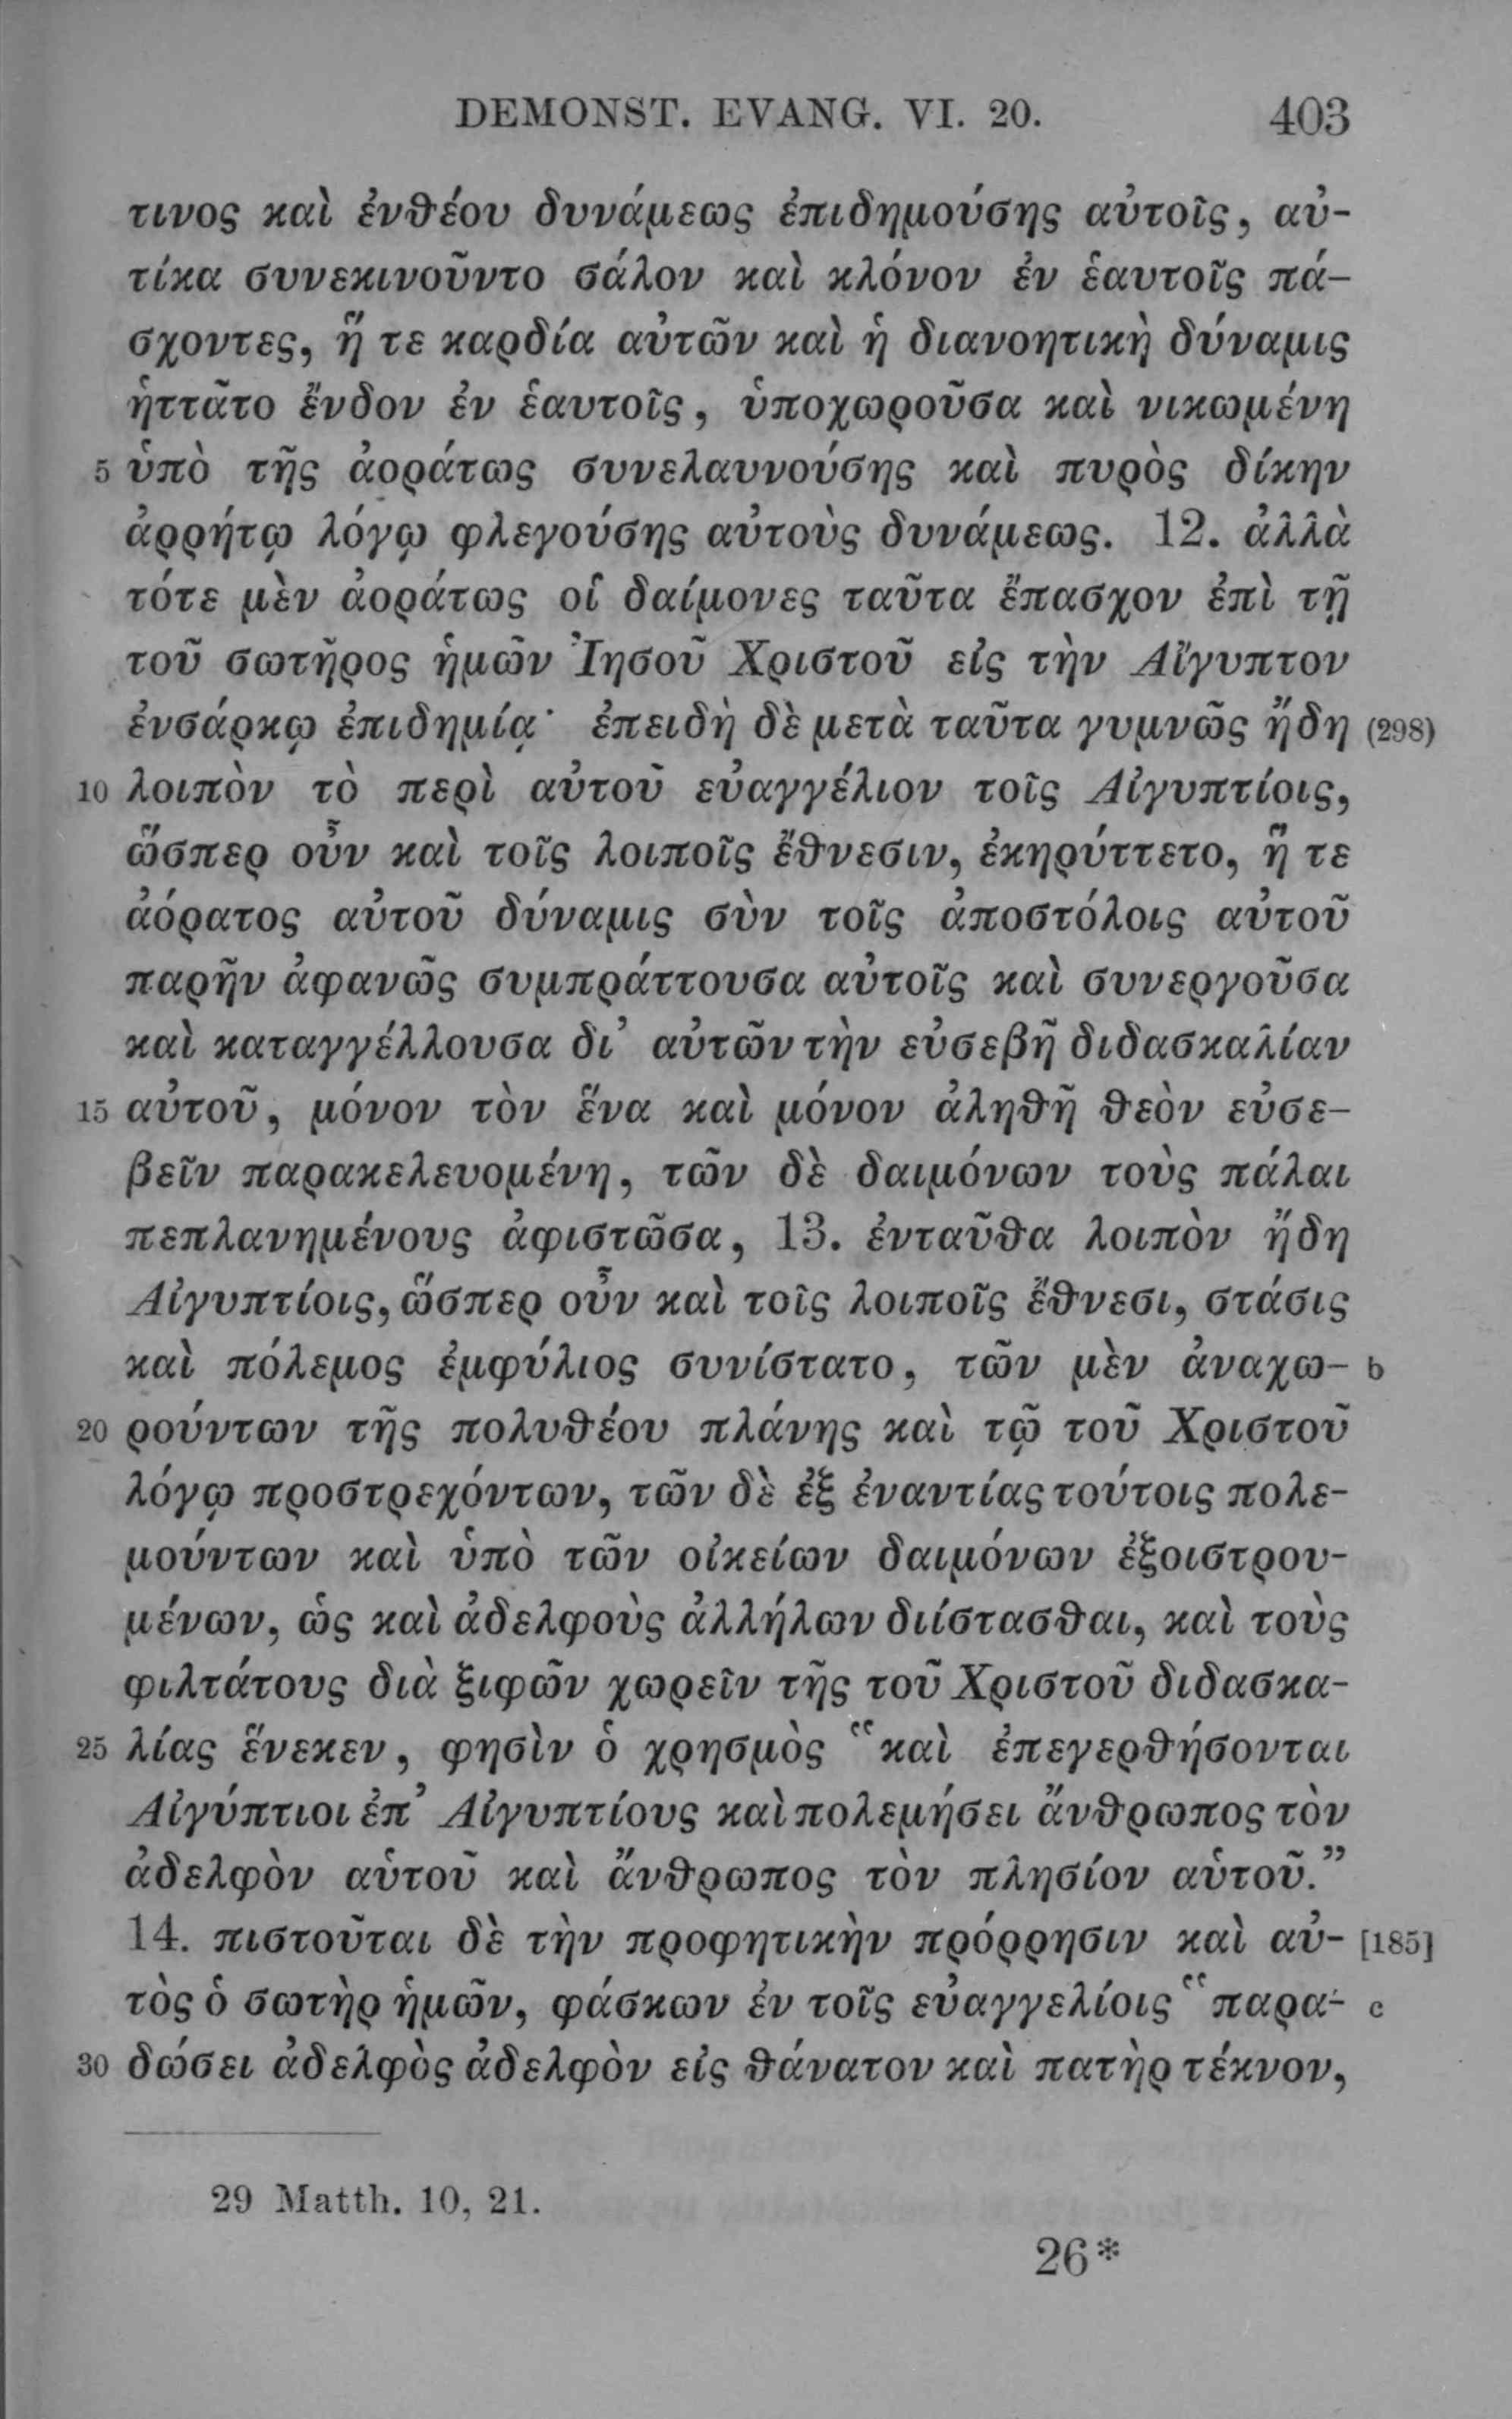 DEMONST. EVANG. VI. 20. 403
τινος καὶ ἐνθέου δυνάμεως ἐπιδημούσης αὐτοῖς, αὐ-
τίκα συνεκινοῦντο σάλον καὶ κλόνον ἐν ἑαυτοῖς πά-
σχοντες, ἥ τε καρδία αὐτῶν καὶ ἡ διανοητικὴ δύναμις
ἡττᾶτο ἔνδον ἐν ἑαυτοῖς, ὑποχωροῦσα καὶ νικωμένη
5 ὑπὸ τῆς ἀοράτως συνελαυνούσης καὶ πυρὸς δίκην
ἀρρήτῳ λόγῳ φλεγούσης αὐτοὺς δυνάμεως. 12. ἀλλὰ
τότε μὲν ἀοράτως οἱ δαίμονες ταῦτα ἔπασχον ἐπὶ τῇ
τοῦ σωτῆρος ἡμῶν Ἰησοῦ Χριστοῦ εἰς τὴν Αἴγυπτον
ἐνσάρκῳ ἐπιδημίᾳ· ἐπειδὴ δὲ μετὰ ταῦτα γυμνῶς ἤδη (298)
10 λοιπὸν τὸ περὶ αὐτοῦ εὐαγγέλιον τοῖς Αἰγυπτίοις,
ὥσπερ οὖν καὶ τοῖς λοιποῖς ἔθνεσιν, ἐκηρύττετο, ἥ τε
ἀόρατος αὐτοῦ δύναμις σὺν τοῖς ἀποστόλοις αὐτοῦ
παρῆν ἀφανῶς συμπράττουσα αὐτοῖς καὶ συνεργοῦσα
καὶ καταγγέλλουσα δι’ αὐτῶν τὴν εὐσεβῆ διδασκαλίαν
15 αὐτοῦ, μόνον τὸν ἕνα καὶ μόνον ἀληθῆ θεὸν εὐσε-
βεῖν παρακελευομένη, τῶν δὲ δαιμόνων τοὺς πάλαι
πεπλανημένους ἀφιστῶσα, 13. ἐνταῦθα λοιπὸν ἤδη
Αἰγυπτίοις, ὥσπερ οὖν καὶ τοῖς λοιποῖς ἔθνεσι, στάσις
καὶ πόλεμος ἐμφύλιος συνίστατο, τῶν μὲν ἀναχω- b
20 ρούντων τῆς πολυθέου πλάνης καὶ τῷ τοῦ Χριστοῦ
λόγῳ προστρεχόντων, τῶν δὲ ἐξ ἐναντίας τούτοις πολε-
μούντων καὶ ὑπὸ τῶν οἰκείων δαιμόνων ἐξοιστρου-
μένων, ὡς καὶ ἀδελφοὺς ἀλλήλων διίστασθαι, καὶ τοὺς
φιλτάτους διὰ ξιφῶν χωρεῖν τῆς τοῦ Χριστοῦ διδασκα-
25 λίας ἕνεκεν, φησὶν ὁ χρησμὸς “καὶ ἐπεγερθήσονται
Αἰγύπτιοι ἐπ’ Αἰγυπτίους καὶ πολεμήσει ἄνθρωπος τὸν
ἀδελφὸν αὑτοῦ καὶ ἄνθρωπος τὸν πλησίον αὑτοῦ.”
14. πιστοῦται δὲ τὴν προφητικὴν πρόρρησιν καὶ αὐ- [185]
τὸς ὁ σωτὴρ ἡμῶν, φάσκων ἐν τοῖς εὐαγγελίοις “παρα- c
30 δώσει ἀδελφὸς ἀδελφὸν εἰς θάνατον καὶ πατὴρ τέκνον,
29 Matth. 10, 21.
26*